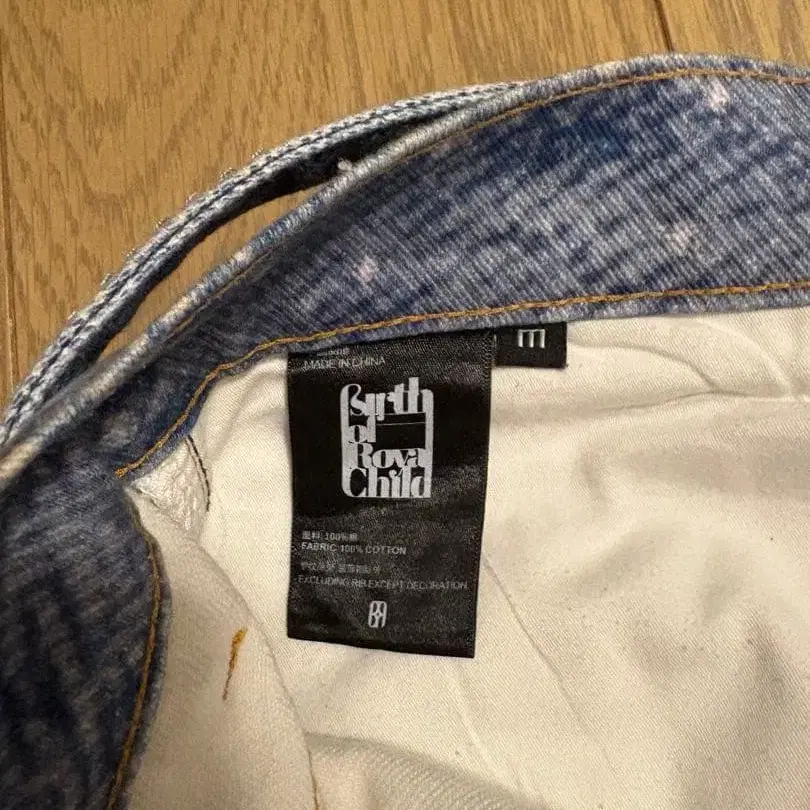 MADE IN CHINA
m
Birth
of
Royal
Child
面料: 100%棉
FABRIC: 100% COTTON
EXCLUDING RIB EXCEPT DECORATION